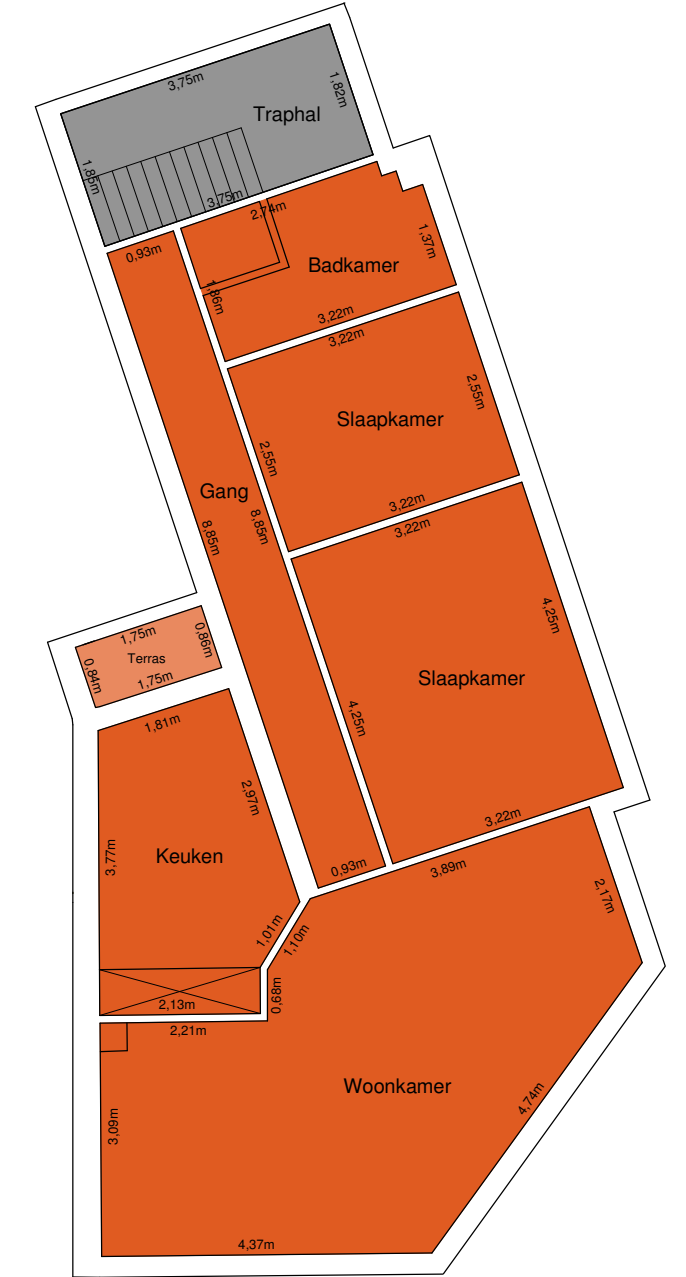 3,75m
1,82m
Traphal
1,85m
3,75m
2,74m
0,93m
1,37m
Badkamer
1,86m
3,22m
3,22m
2,55m
Slaapkamer
2,55m
Gang
3,22m
8,85m
8,85m
3,22m
4,25m
1,75m
0,86m
Terras
0,84m
1,75m
Slaapkamer
1,81m
4,25m
2,97m
3,22m
3,77m
Keuken
0,93m
3,89m
2,17m
1,01m
1,10m
2,13m
0,68m
2,21m
Woonkamer
4,74m
3,09m
4,37m